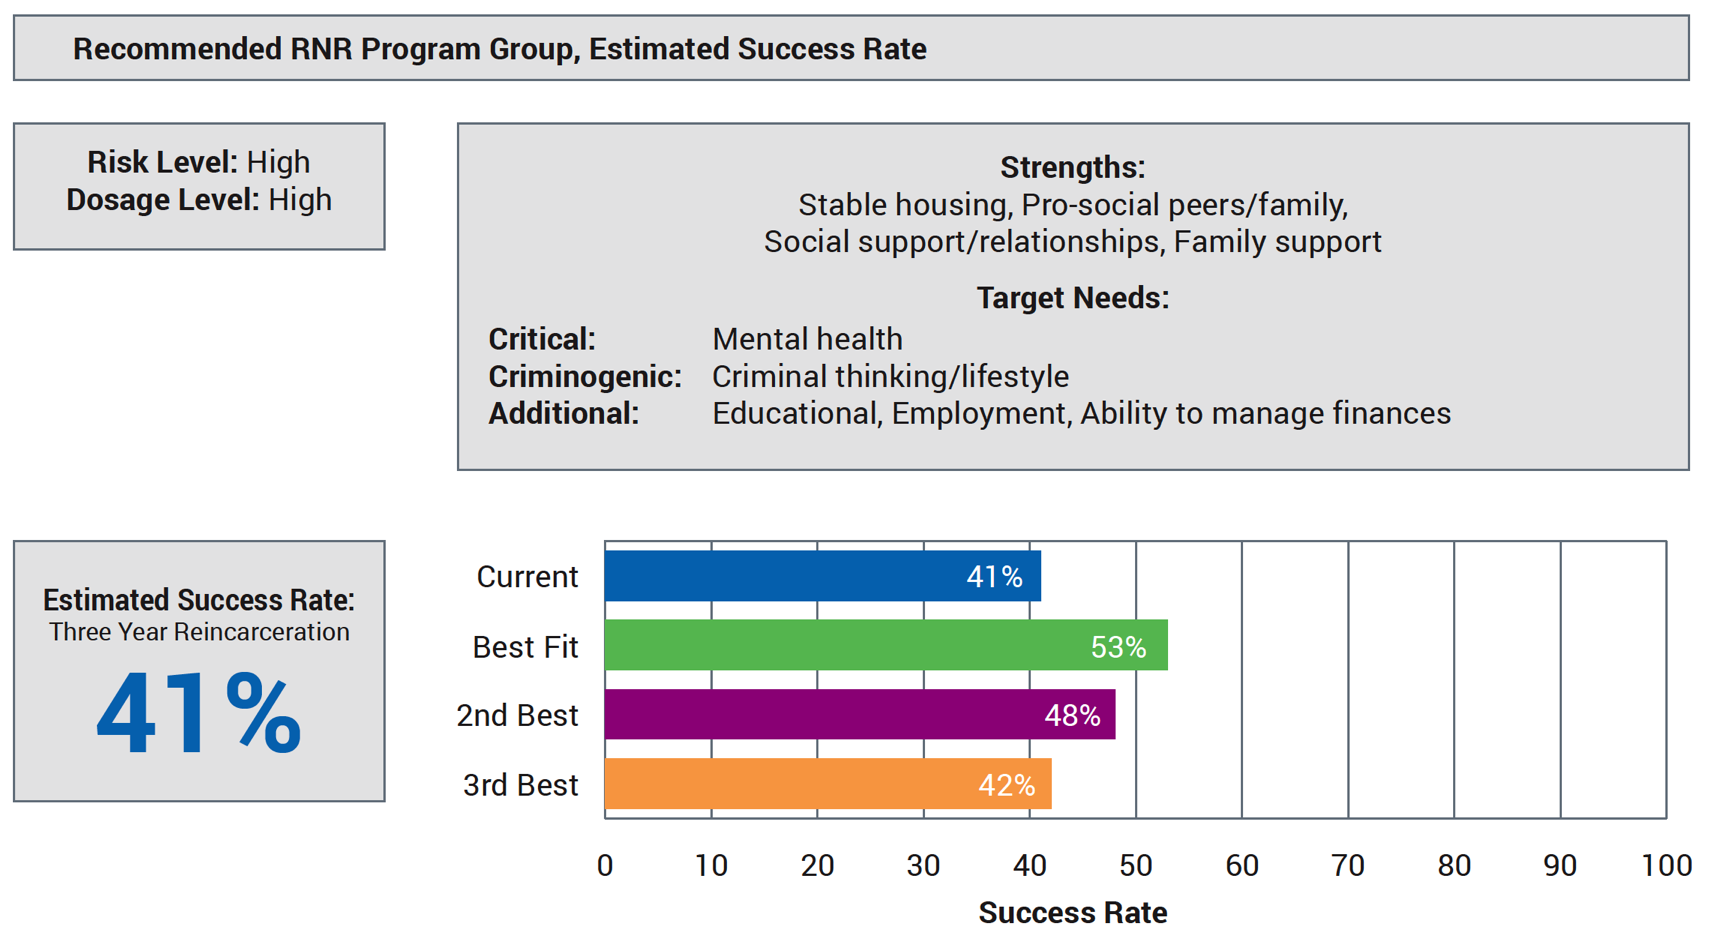 Recommended RNR Program Group, Estimated Success Rate
Risk Level: High
Dosage Level: High
Strengths:
Stable housing, Pro-social peers/family,
Social support/relationships, Family support
Target Needs:
Critical: Mental health
Criminogenic: Criminal thinking/lifestyle
Additional: Educational, Employment, Ability to manage finances
Estimated Success Rate:
Three Year Reincarceration
41%
Current 41%
Best Fit 53%
2nd Best 48%
3rd Best 42%
0 10 20 30 40 50 60 70 80 90 100
Success Rate